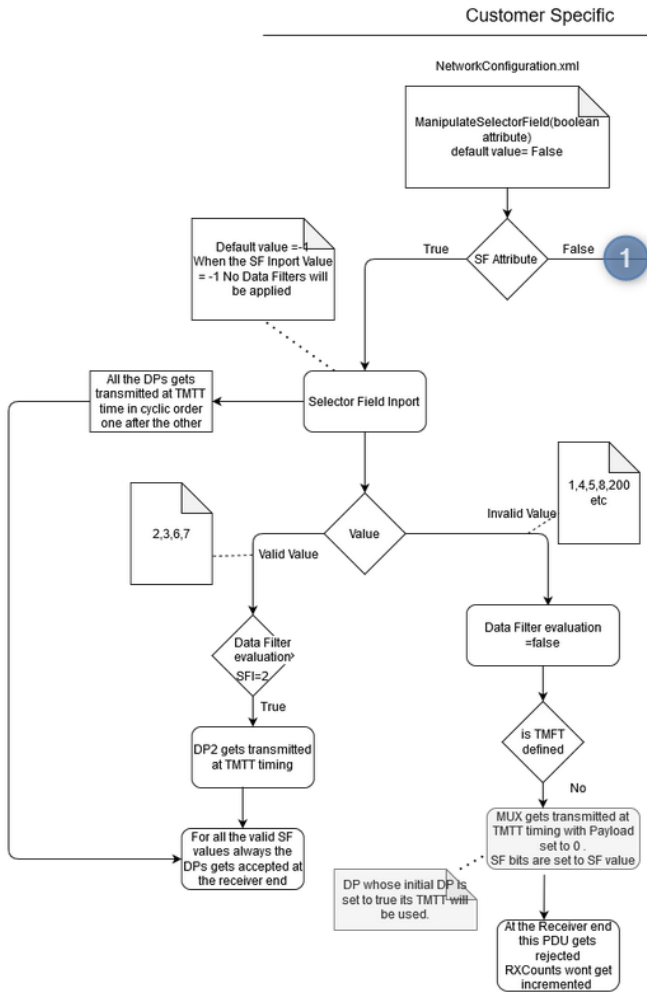 Customer Specific
NetworkConfiguration.xml
ManipulateSelectorField(boolean
attribute)
default value= False
Default value =-1
When the SF Inport Value
= -1 No Data Filters will
be applied
True
SF Attribute
False
1
All the DPs gets
transmitted at TMTT
time in cyclic order
one after the other
Selector Field Inport
1,4,5,8,200
etc
2,3,6,7
Value
Invalid Value
Valid Value
Data Filter
evaluation
SFI=2
Data Filter evaluation
=false
True
is TMFT
defined
DP2 gets transmitted
at TMTT timing
No
MUX gets transmitted at
TMTT timing with Payload
set to 0 .
SF bits are set to SF value
For all the valid SF
values always the
DPs gets accepted at
the receiver end
DP whose initial DP is
set to true its TMTT will
be used.
At the Receiver end
this PDU gets
rejected
RXCounts wont get
incremented